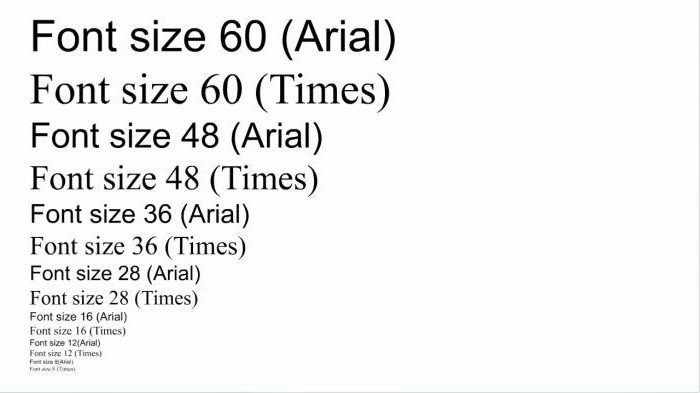 Font size 60 (Arial)
Font size 60 (Times)
Font size 48 (Arial)
Font size 48 (Times)
Font size 36 (Arial)
Font size 36 (Times)
Font size 28 (Arial)
Font size 28 (Times)
Font size 16 (Arial)
Font size 16 (Times)
Font size 12(Arial)
Font size 12 (Times)
Font size 8(Arial)
Font size 8 (Times)